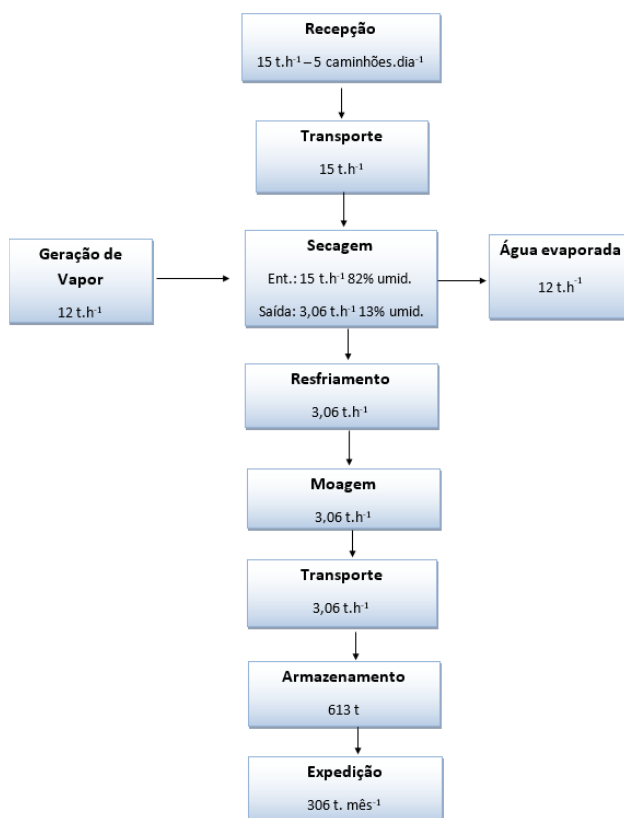 Recepção
15 t.h⁻¹ – 5 caminhões.dia⁻¹
Transporte
15 t.h⁻¹
Geração de
Vapor
12 t.h⁻¹
Secagem
Ent.: 15 t.h⁻¹ 82% umid.
Saída: 3,06 t.h⁻¹ 13% umid.
Água evaporada
12 t.h⁻¹
Resfriamento
3,06 t.h⁻¹
Moagem
3,06 t.h⁻¹
Transporte
3,06 t.h⁻¹
Armazenamento
613 t
Expedição
306 t. mês⁻¹